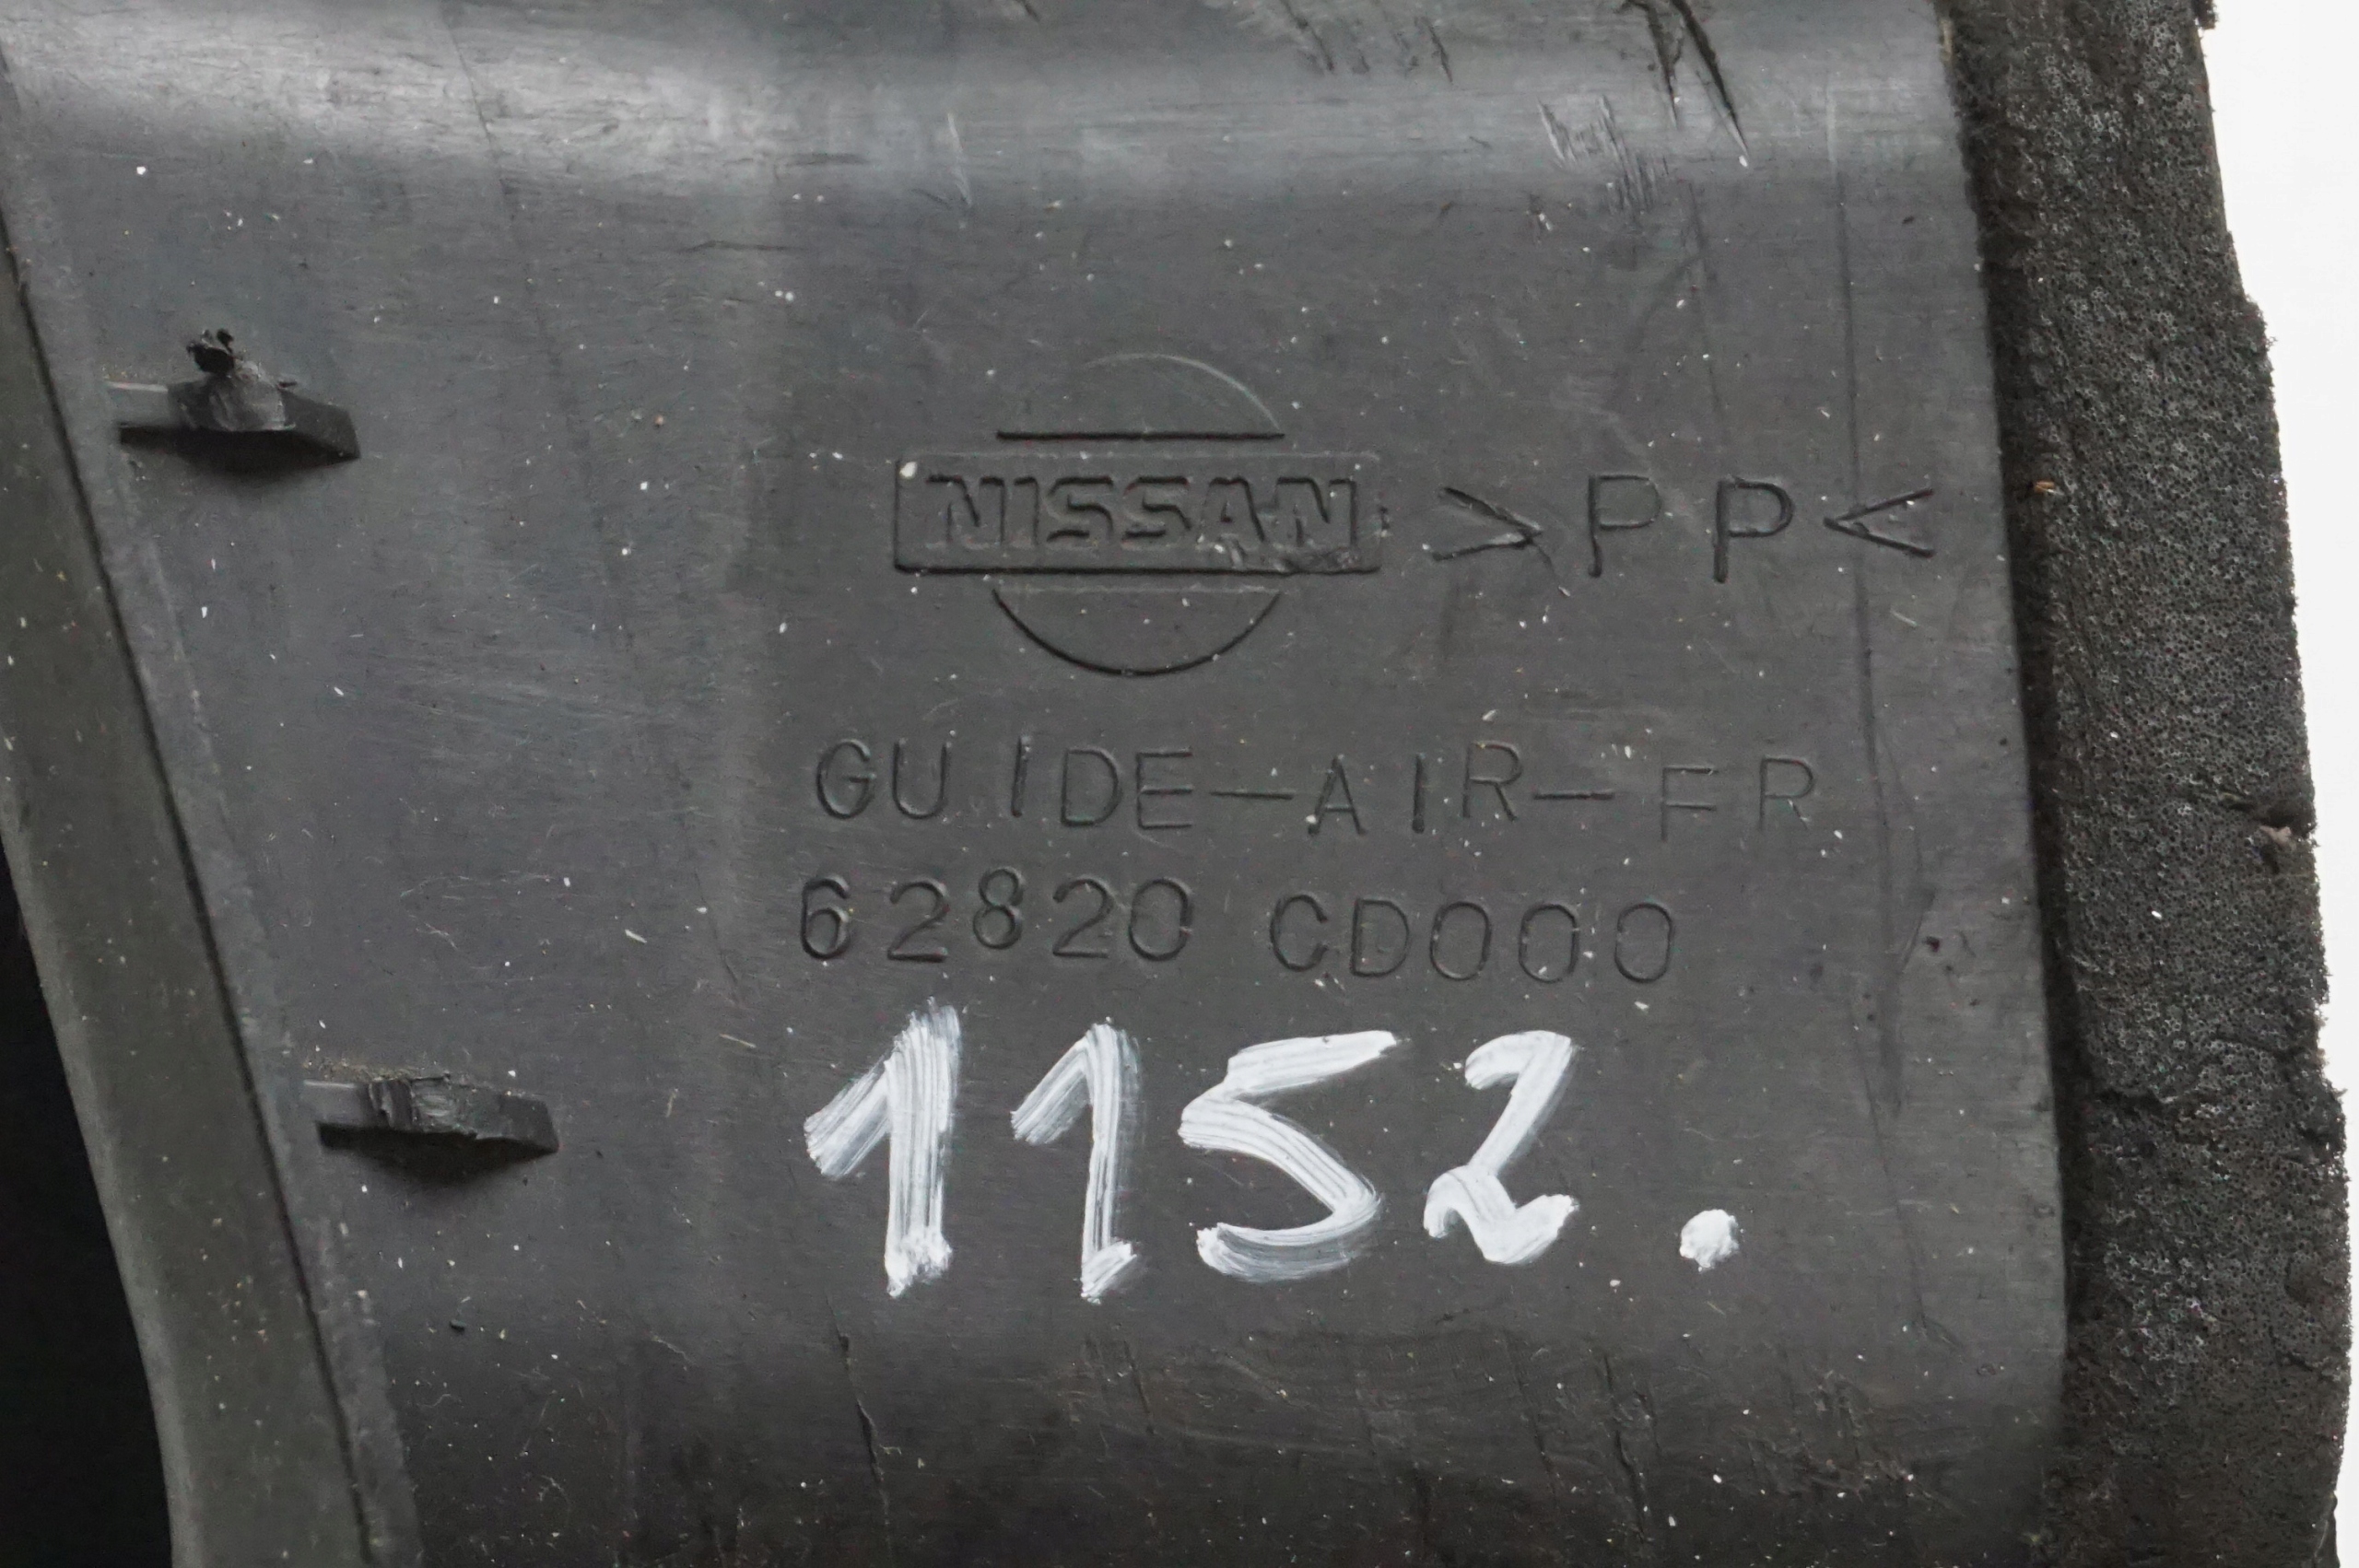 NISSAN >PP<
GUIDE-AIR-FR
62820 CD000
1152.